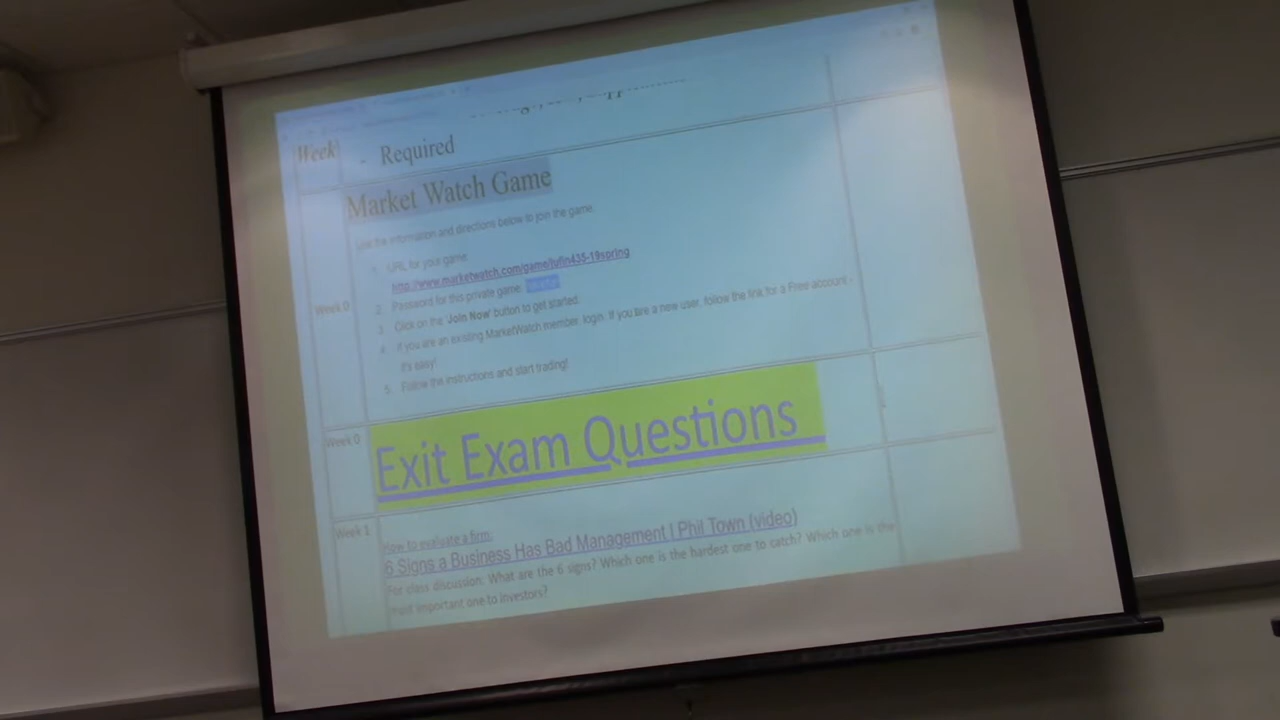 Week
- Required
Market Watch Game
Use the information and directions below to join the game.
1. URL for your game:
http://www.marketwatch.com/game/jufin435-19spring
Week 0
2. Password for this private game:
3. Click on the 'Join Now' button to get started.
4. If you are an existing MarketWatch member, login. If you are a new user, follow the link for a Free account -
it's easy!
5. Follow the instructions and start trading!
Week 0
Exit Exam Questions
Week 1
How to evaluate a firm:
6 Signs a Business Has Bad Management | Phil Town (video)
For class discussion. What are the 6 signs? Which one is the hardest one to catch? Which one is the
most important one to investors?